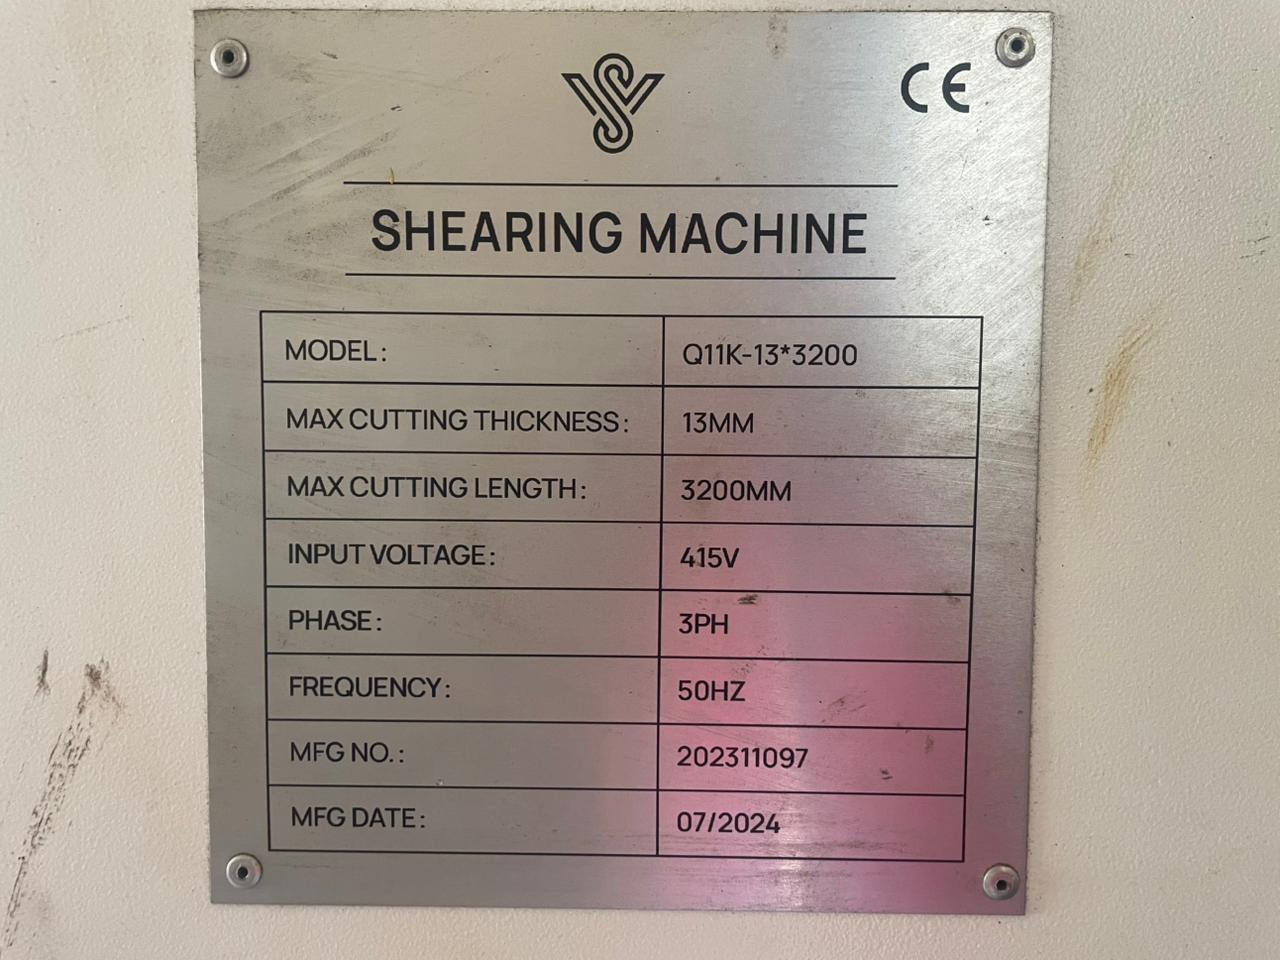 CE
SHEARING MACHINE
MODEL: Q11K-13*3200
MAX CUTTING THICKNESS: 13MM
MAX CUTTING LENGTH: 3200MM
INPUT VOLTAGE: 415V
PHASE: 3PH
FREQUENCY: 50HZ
MFG NO.: 202311097
MFG DATE: 07/2024